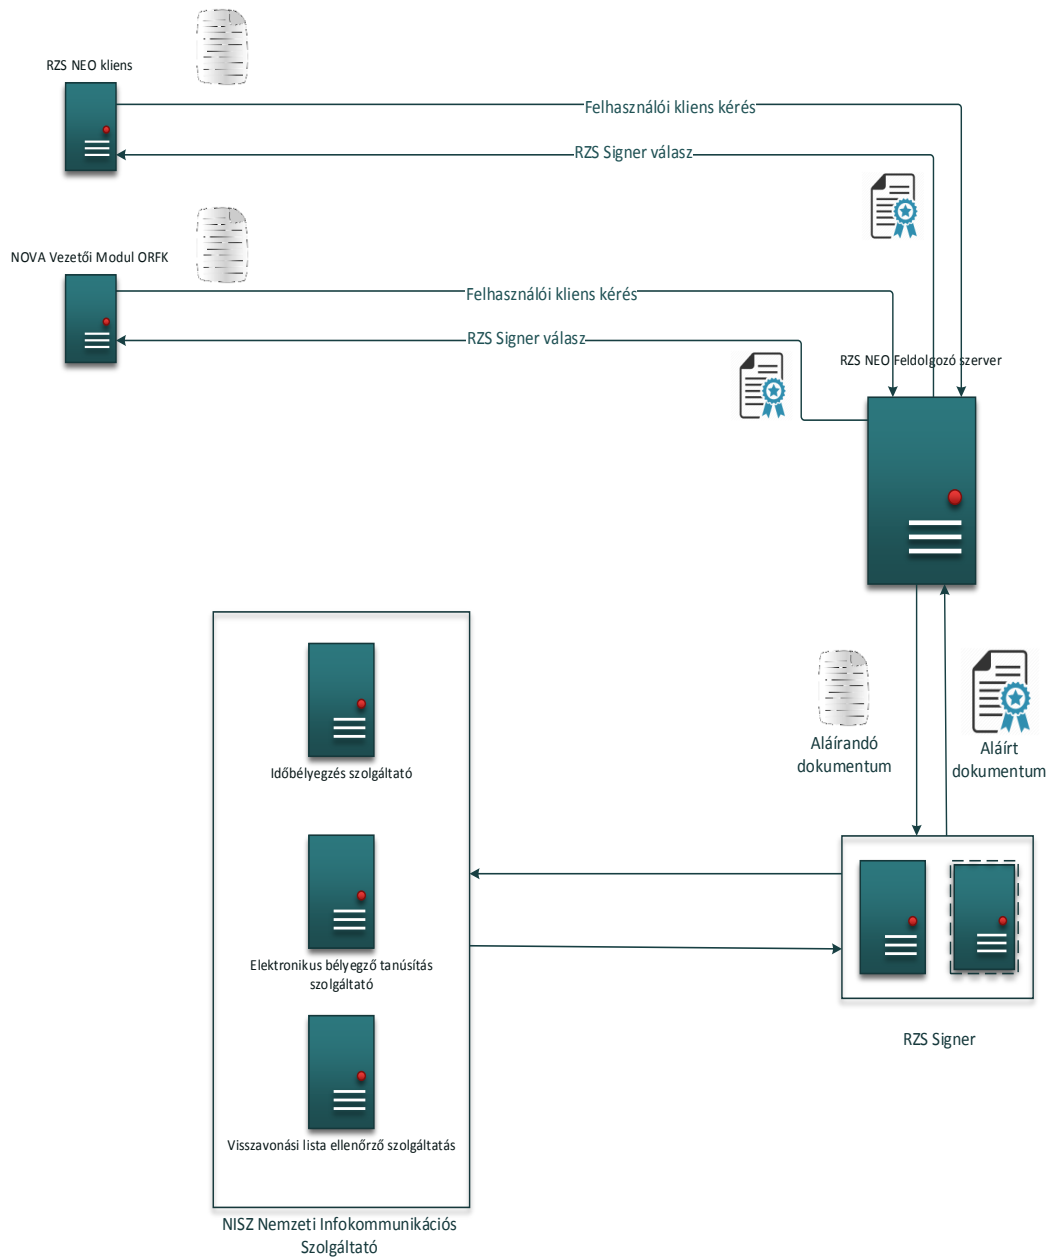 RZS NEO kliens
Felhasználói kliens kérés
RZS Signer válasz
NOVA Vezetői Modul ORFK
Felhasználói kliens kérés
RZS Signer válasz
RZS NEO Feldolgozó szerver
Aláírandó
dokumentum
Aláírt
dokumentum
Időbélyegzés szolgáltató
Elektronikus bélyegző tanúsítás
szolgáltató
RZS Signer
Visszavonási lista ellenőrző szolgáltatás
NISZ Nemzeti Infokommunikációs
Szolgáltató